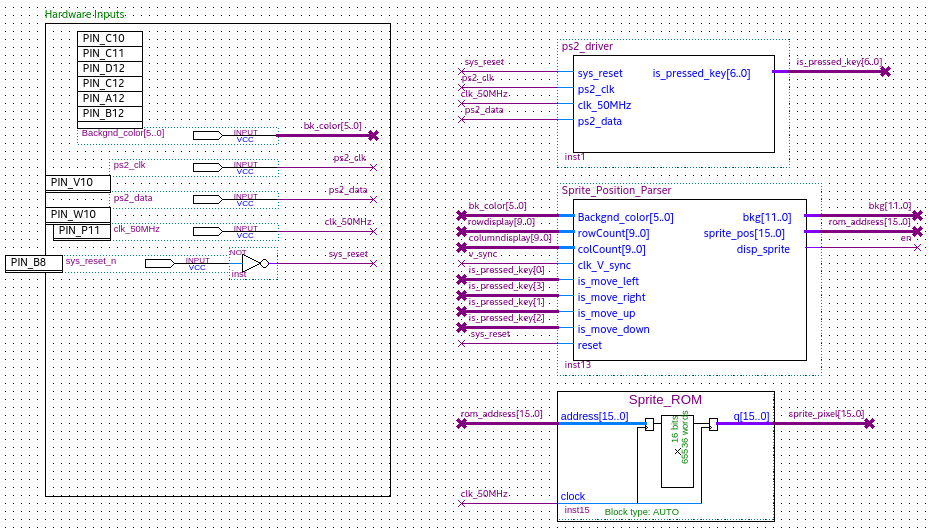 Hardware Inputs
PIN_C10
PIN_C11
PIN_D12
PIN_C12
PIN_A12
PIN_B12
Backgnd_color[5..0]
INPUT
VCC
bk_color[5..0]
ps2_clk
INPUT
VCC
ps2_clk
PIN_V10
ps2_data
INPUT
VCC
ps2_data
PIN_W10
PIN_P11
clk_50MHz
INPUT
VCC
clk_50MHz
PIN_B8
sys_reset_n
INPUT
VCC
NOT
inst
sys_reset
ps2_driver
sys_reset
sys_reset
is_pressed_key[6..0]
is_pressed_key[6..0]
ps2_clk
ps2_clk
clk_50MHz
clk_50MHz
ps2_data
ps2_data
inst1
Sprite_Position_Parser
bk_color[5..0]
Backgnd_color[5..0]
bkg[11..0]
bkg[11..0]
rowdisplay[9..0]
rowCount[9..0]
sprite_pos[15..0]
rom_address[15..0]
columndisplay[9..0]
colCount[9..0]
disp_sprite
en
v_sync
clk_V_sync
is_pressed_key[0]
is_move_left
is_pressed_key[3]
is_move_right
is_pressed_key[1]
is_move_up
is_pressed_key[2]
is_move_down
sys_reset
reset
inst13
Sprite_ROM
rom_address[15..0]
address[15..0]
q[15..0]
sprite_pixel[15..0]
16 bits
65536 words
clk_50MHz
clock
inst15
Block type: AUTO